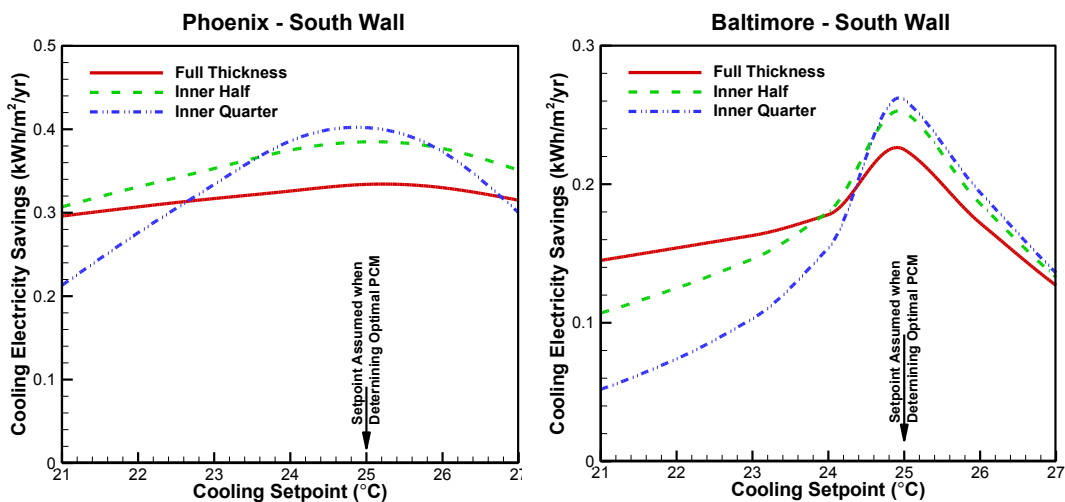 Phoenix - South Wall
Cooling Electricity Savings (kWh/m²/yr)
0.5
0.4
0.3
0.2
0.1
0
Full Thickness
Inner Half
Inner Quarter
Setpoint Assumed when
Deternining Optimal PCM
21
22
23
24
25
26
27
Cooling Setpoint (°C)
Baltimore - South Wall
Cooling Electricity Savings (kWh/m²/yr)
0.3
0.2
0.1
0
Full Thickness
Inner Half
Inner Quarter
Setpoint Assumed when
Deternining Optimal PCM
21
22
23
24
25
26
27
Cooling Setpoint (°C)